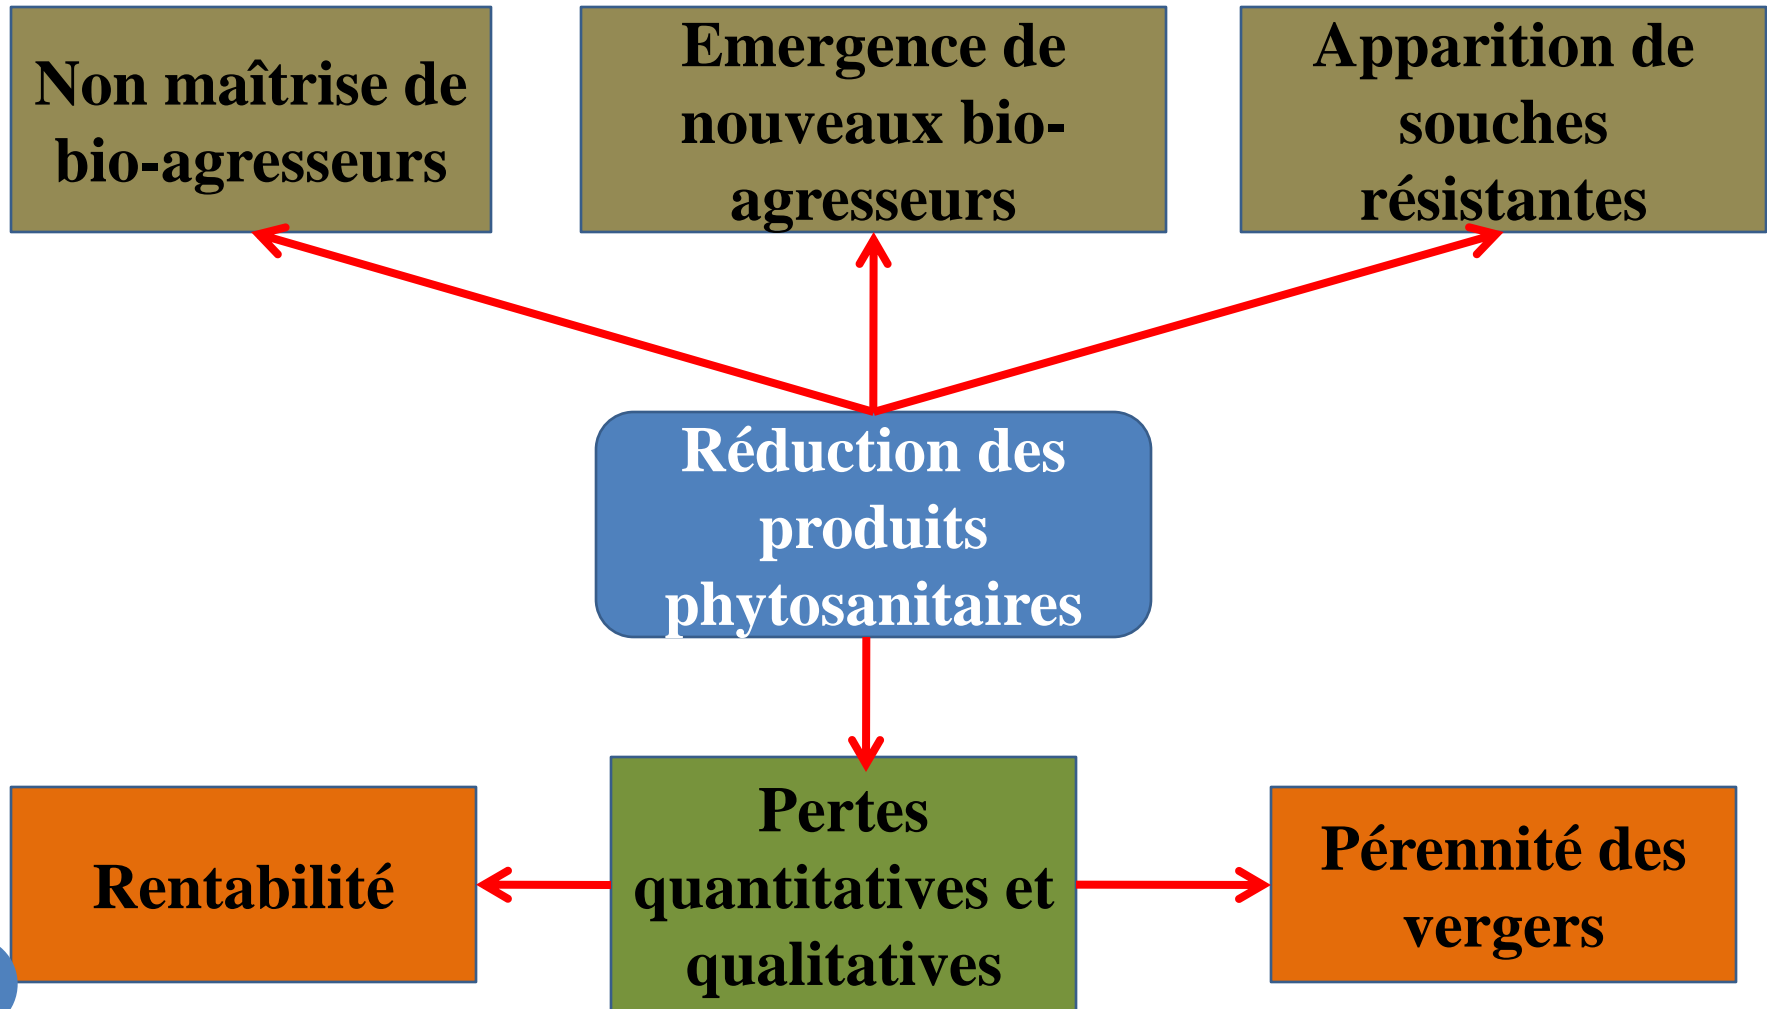 Non maîtrise de
bio-agresseurs
Emergence de
nouveaux bio-
agresseurs
Apparition de
souches
résistantes
Réduction des
produits
phytosanitaires
Rentabilité
Pertes
quantitatives et
qualitatives
Pérennité des
vergers